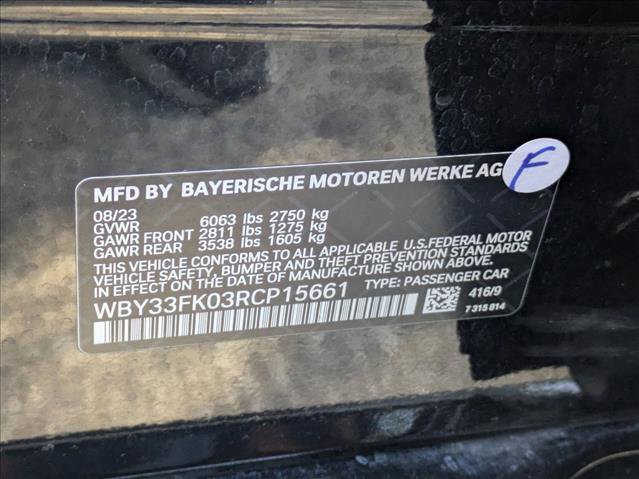 MFD BY BAYERISCHE MOTOREN WERKE AG
F
08/23
GVWR 6063 lbs 2750 kg
GAWR FRONT 2811 lbs 1275 kg
GAWR REAR 3538 lbs 1605 kg
THIS VEHICLE CONFORMS TO ALL APPLICABLE U.S.FEDERAL MOTOR
VEHICLE SAFETY, BUMPER, AND THEFT PREVENTION STANDARDS
IN EFFECT ON THE DATE OF MANUFACTURE SHOWN ABOVE.
WBY33FK03RCP15661 TYPE: PASSENGER CAR
416/9
7 315 814